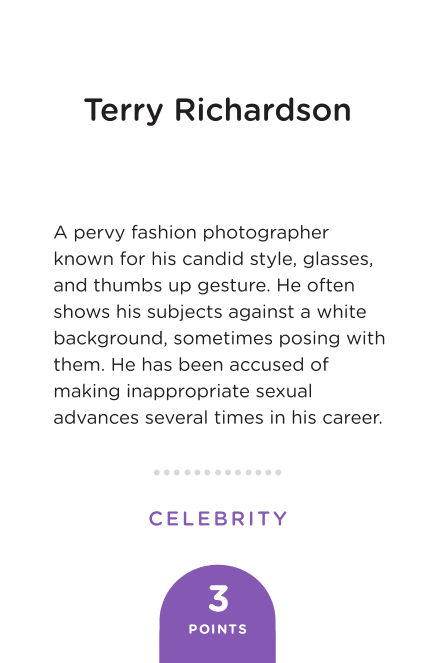 Terry Richardson
A pervy fashion photographer
known for his candid style, glasses,
and thumbs up gesture. He often
shows his subjects against a white
background, sometimes posing with
them. He has been accused of
making inappropriate sexual
advances several times in his career.
CELEBRITY
3
POINTS